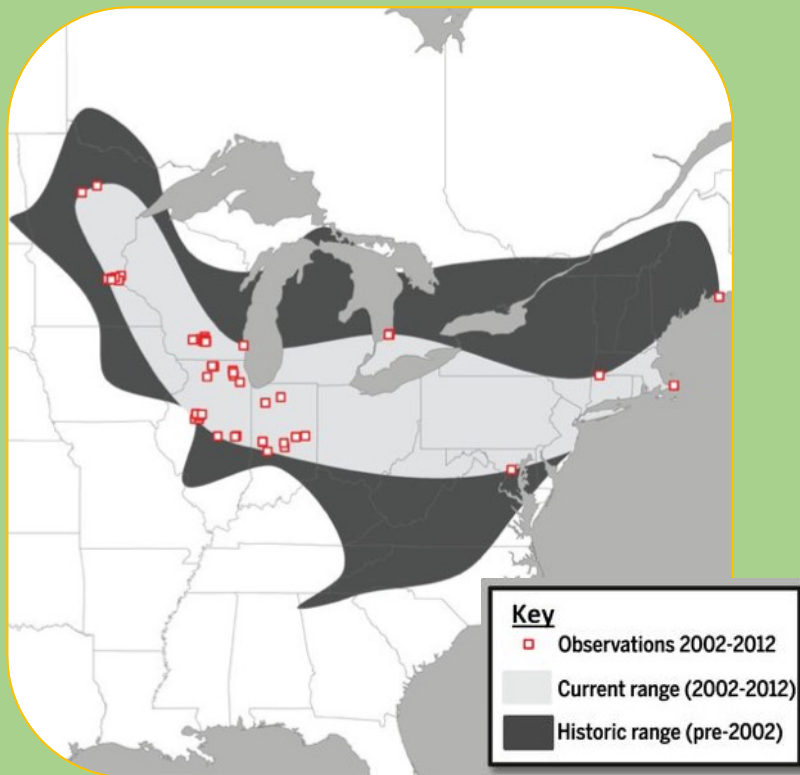 Key
Observations 2002-2012
Current range (2002-2012)
Historic range (pre-2002)